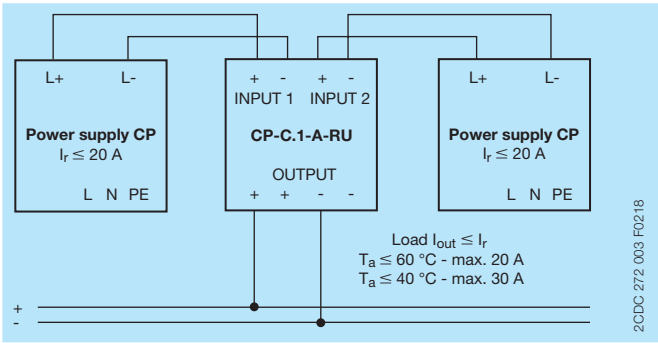 L+ L- + - + - L+ L-
INPUT 1 INPUT 2
Power supply CP CP-C.1-A-RU Power supply CP
Ir ≤ 20 A Ir ≤ 20 A
OUTPUT
L N PE + + - - L N PE
Load Iout ≤ Ir
Ta ≤ 60 °C - max. 20 A
Ta ≤ 40 °C - max. 30 A
+
-
2CDC 272 003 F0218